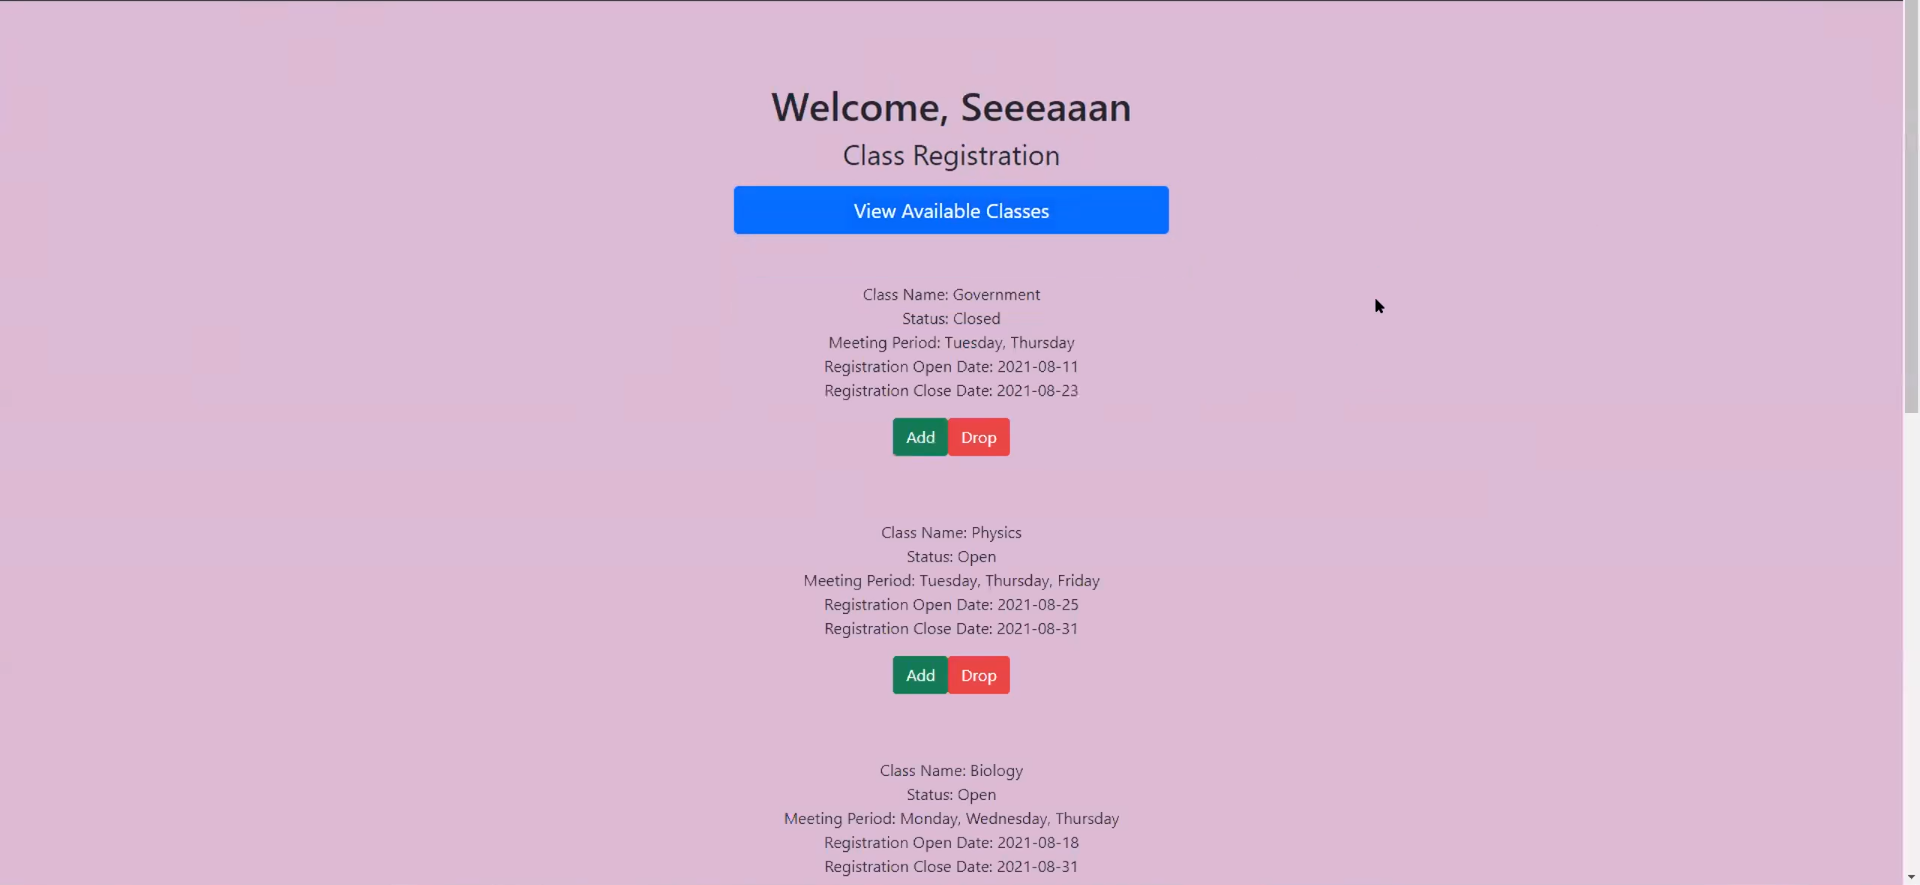 Welcome, Seeeaaan
Class Registration
View Available Classes
Class Name: Government
Status: Closed
Meeting Period: Tuesday, Thursday
Registration Open Date: 2021-08-11
Registration Close Date: 2021-08-23
Add Drop
Class Name: Physics
Status: Open
Meeting Period: Tuesday, Thursday, Friday
Registration Open Date: 2021-08-25
Registration Close Date: 2021-08-31
Add Drop
Class Name: Biology
Status: Open
Meeting Period: Monday, Wednesday, Thursday
Registration Open Date: 2021-08-18
Registration Close Date: 2021-08-31